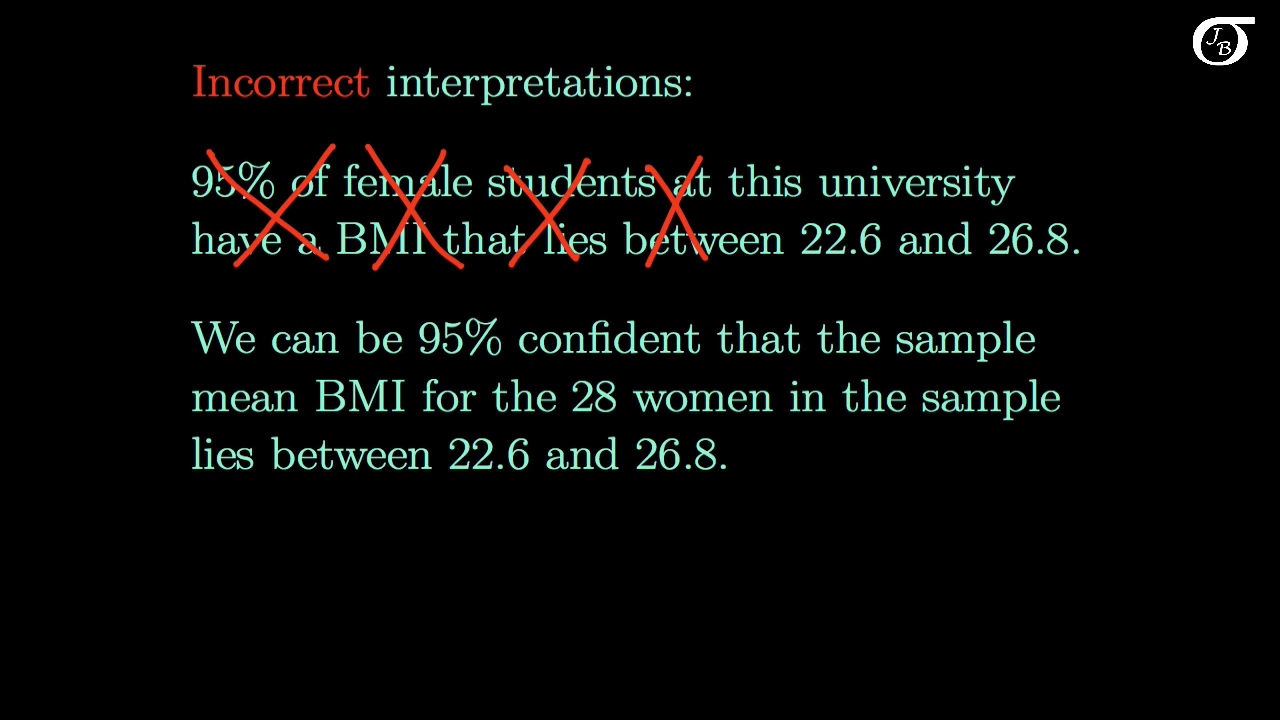 J
B
Incorrect interpretations:
95% of female students at this university
have a BMI that lies between 22.6 and 26.8.
We can be 95% confident that the sample
mean BMI for the 28 women in the sample
lies between 22.6 and 26.8.